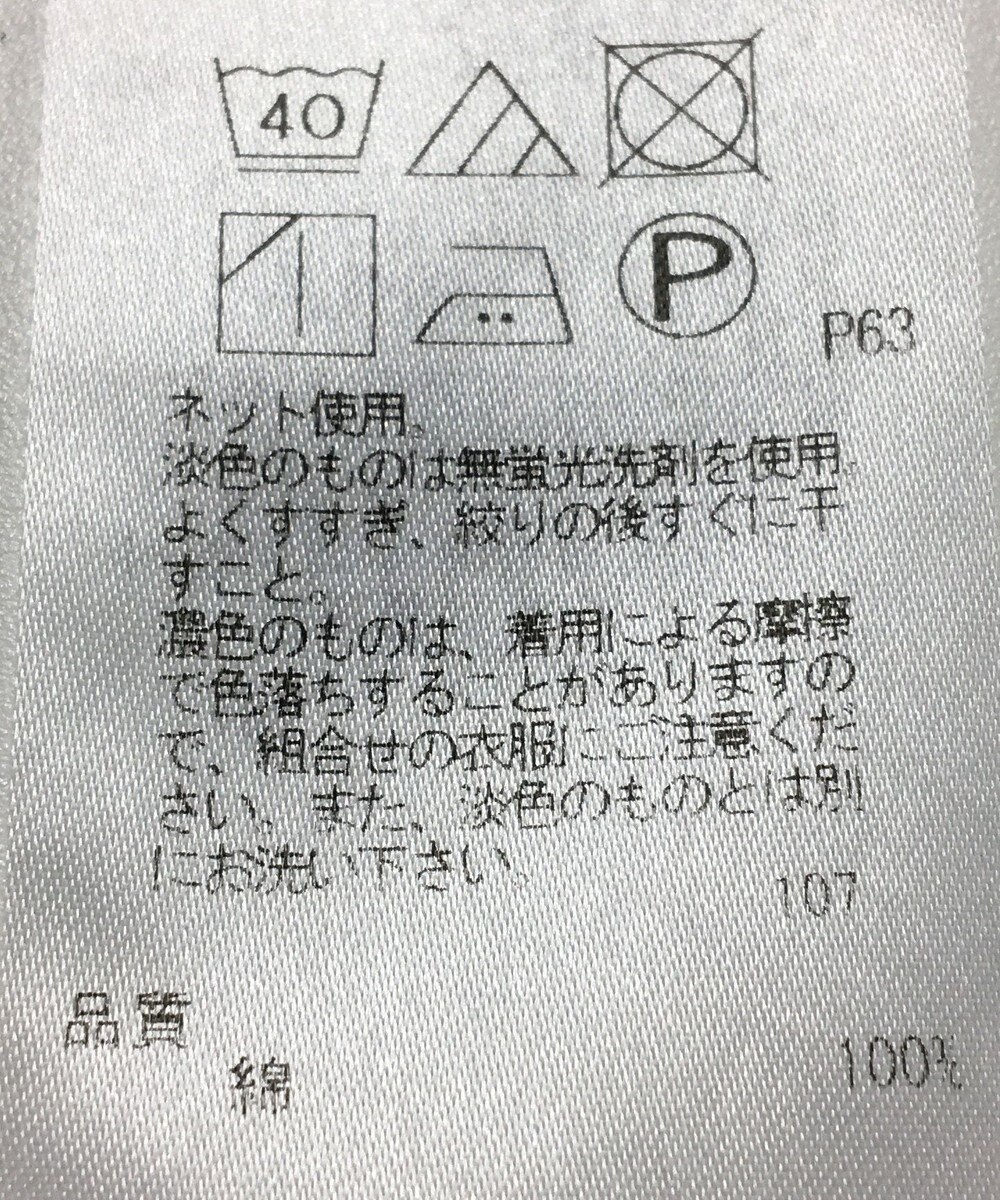 40
P
P63
ネット使用。
淡色のものは無蛍光洗剤を使用。
よくすすぎ、絞りの後すぐに干
すこと。
濃色のものは、着用による摩擦
で色落ちすることがありますの
で、組合せの衣服にご注意くだ
さい。また、淡色のものとは別
にお洗い下さい。
107
品質
綿 100%